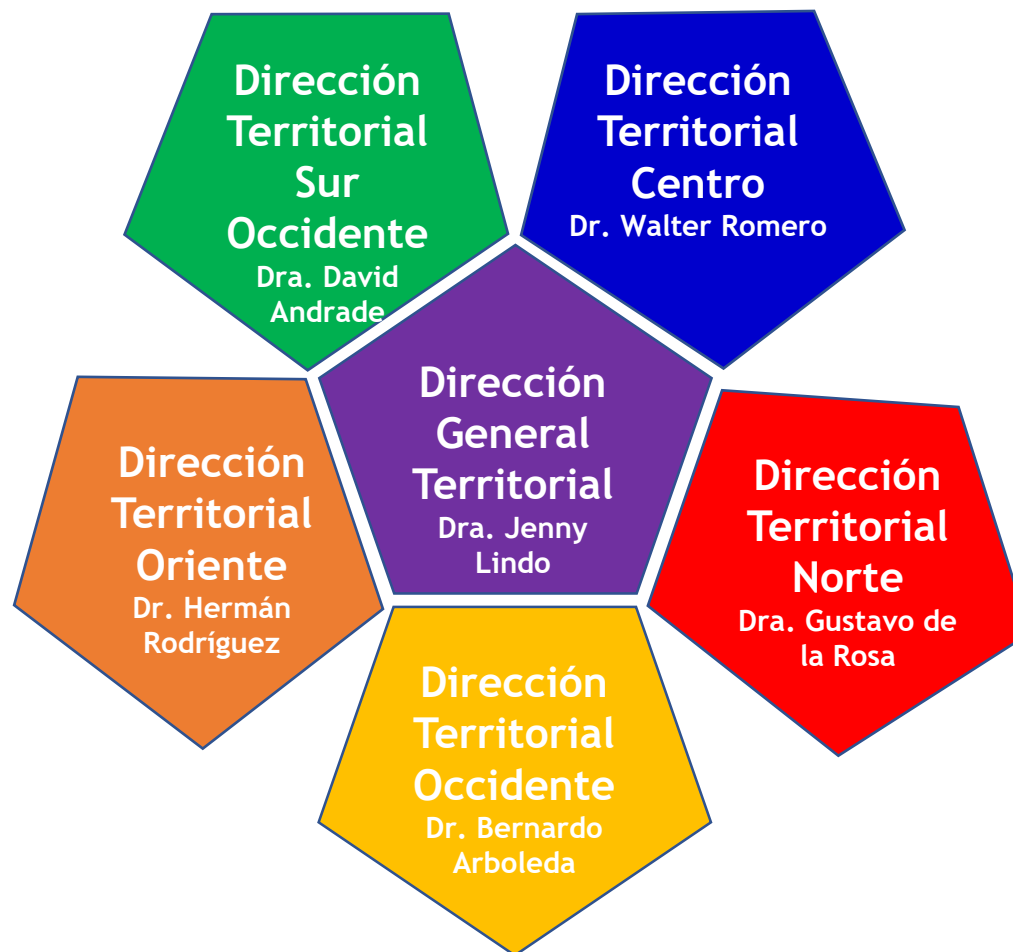 Dirección
Territorial
Sur
Occidente
Dra. David
Andrade
Dirección
Territorial
Centro
Dr. Walter Romero
Dirección
General
Territorial
Dra. Jenny
Lindo
Dirección
Territorial
Oriente
Dr. Hermán
Rodríguez
Dirección
Territorial
Norte
Dra. Gustavo de
la Rosa
Dirección
Territorial
Occidente
Dr. Bernardo
Arboleda